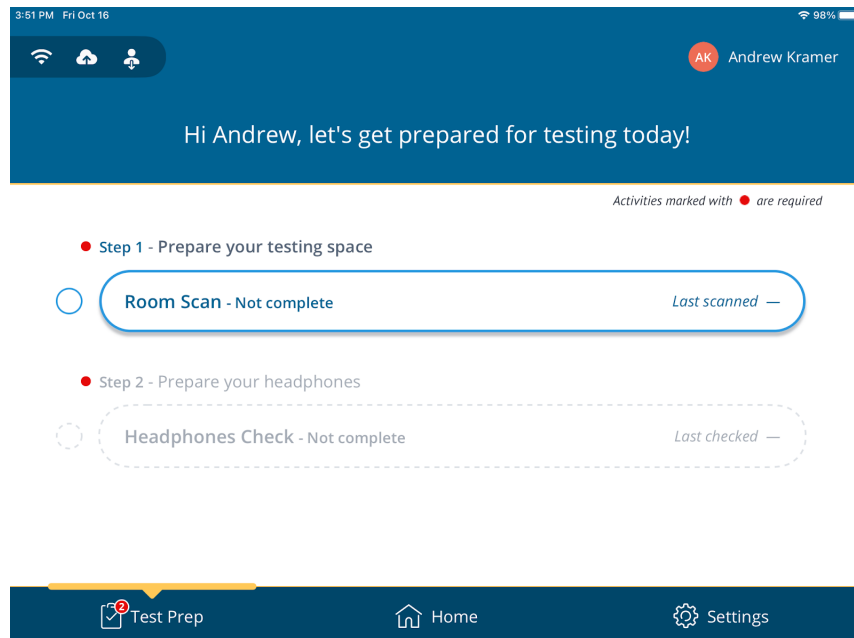 3:51 PM Fri Oct 16 98%
AK Andrew Kramer
Hi Andrew, let's get prepared for testing today!
Activities marked with ● are required
Step 1 - Prepare your testing space
Room Scan - Not complete Last scanned —
Step 2 - Prepare your headphones
Headphones Check - Not complete Last checked —
2 Test Prep Home Settings